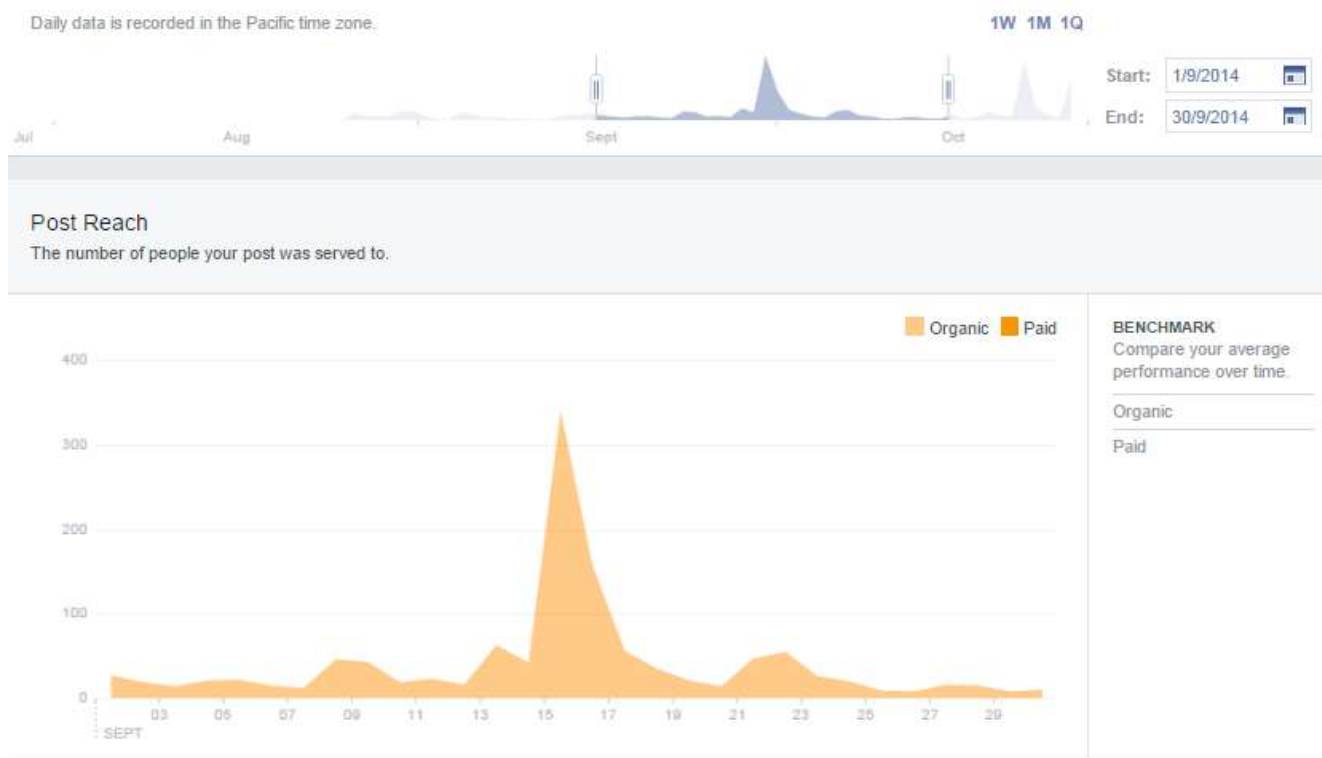 Daily data is recorded in the Pacific time zone.
1W 1M 1Q
Start: 1/9/2014
End: 30/9/2014
Jul Aug Sept Oct
Post Reach
The number of people your post was served to.
Organic Paid
400
300
200
100
0
03 05 07 09 11 13 15 17 19 21 23 25 27 29
SEPT
BENCHMARK
Compare your average
performance over time.
Organic
Paid